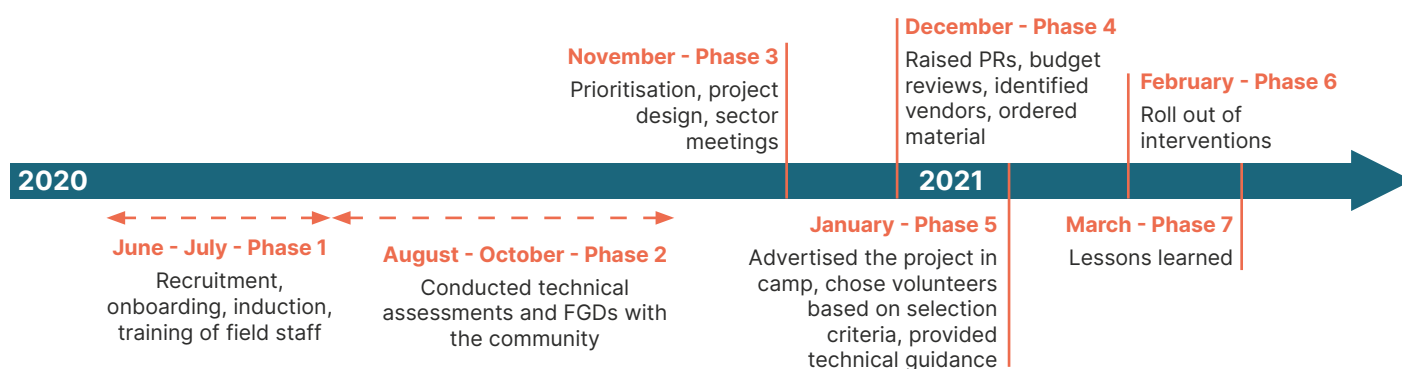 December - Phase 4
Raised PRs, budget
reviews, identified
vendors, ordered
material
November - Phase 3
Prioritisation, project
design, sector
meetings
February - Phase 6
Roll out of
interventions
2020
2021
June - July - Phase 1
Recruitment,
onboarding, induction,
training of field staff
August - October - Phase 2
Conducted technical
assessments and FGDs with
the community
January - Phase 5
Advertised the project in
camp, chose volunteers
based on selection
criteria, provided
technical guidance
March - Phase 7
Lessons learned